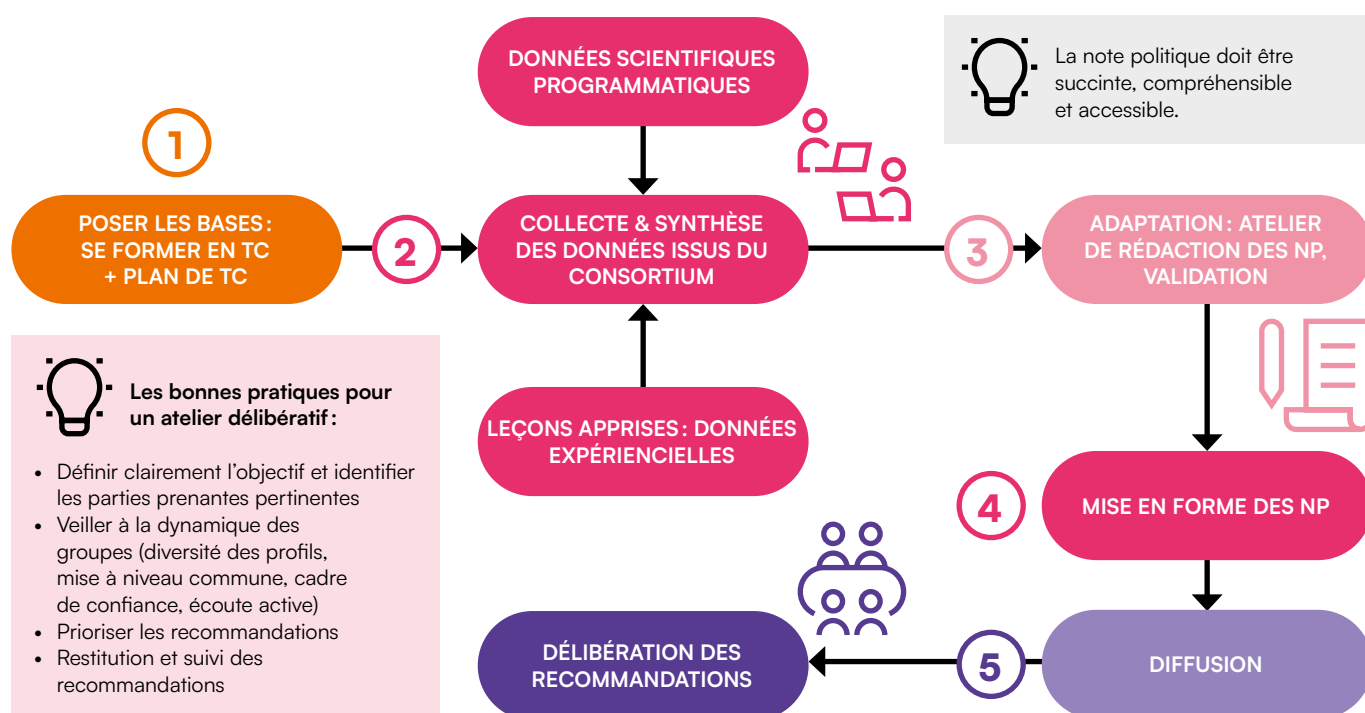 DONNÉES SCIENTIFIQUES
PROGRAMMATIQUES
La note politique doit être
succinte, compréhensible
et accessible.
1
POSER LES BASES :
SE FORMER EN TC
+ PLAN DE TC
2
COLLECTE & SYNTHÈSE
DES DONNÉES ISSUS DU
CONSORTIUM
3
ADAPTATION : ATELIER
DE RÉDACTION DES NP,
VALIDATION
Les bonnes pratiques pour
un atelier délibératif :
• Définir clairement l'objectif et identifier
les parties prenantes pertinentes
• Veiller à la dynamique des
groupes (diversité des profils,
mise à niveau commune, cadre
de confiance, écoute active)
• Prioriser les recommandations
• Restitution et suivi des
recommandations
LEÇONS APPRISES : DONNÉES
EXPÉRIENCIELLES
4
MISE EN FORME DES NP
DÉLIBÉRATION DES
RECOMMANDATIONS
5
DIFFUSION